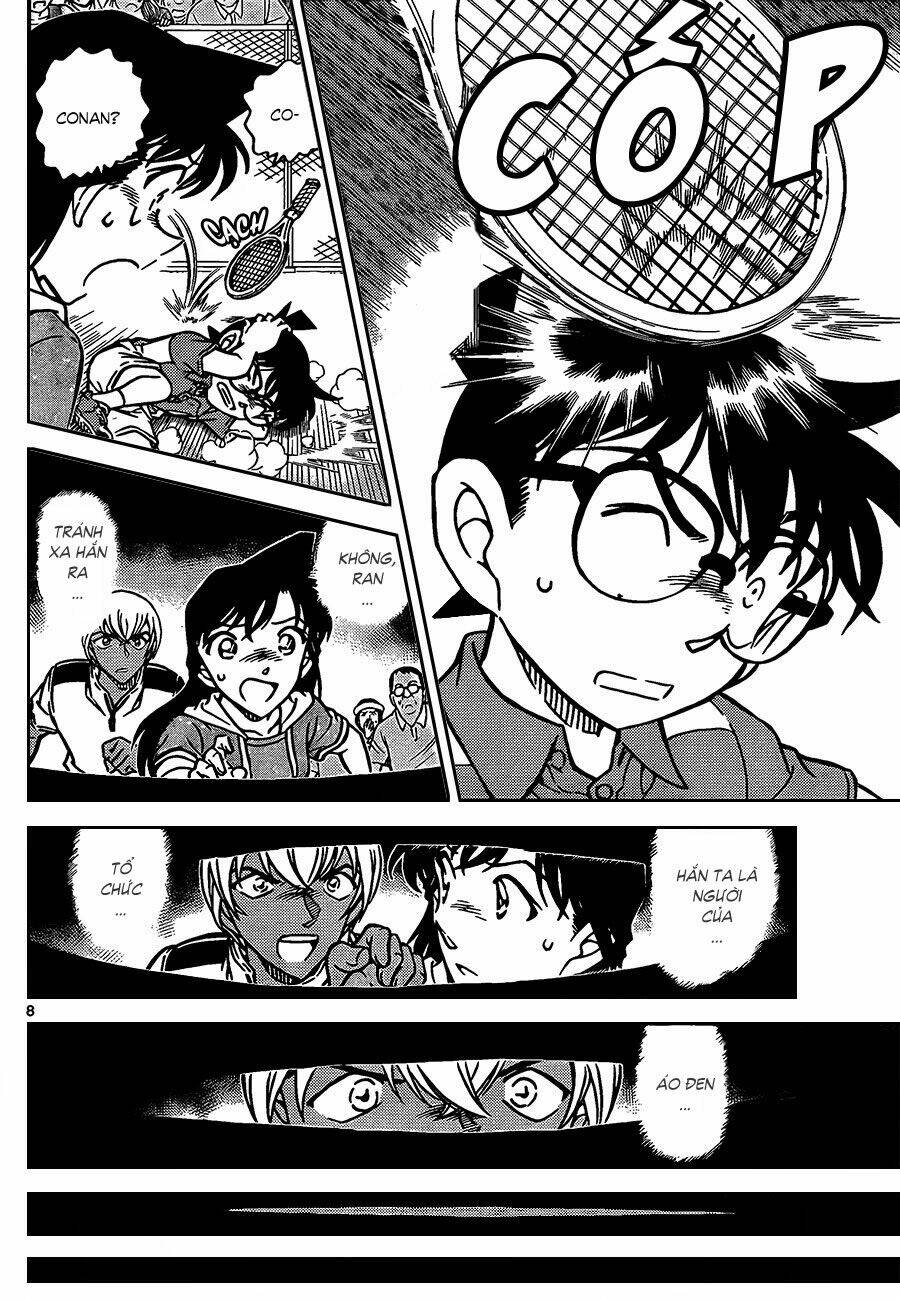 CỐP
CO-
CONAN?
CẠCH
KHÔNG,
RAN
...
TRÁNH
XA HẮN
RA
...
HẮN TA LÀ
NGƯỜI
CỦA
...
TỔ
CHỨC
...
8
ÁO ĐEN
...